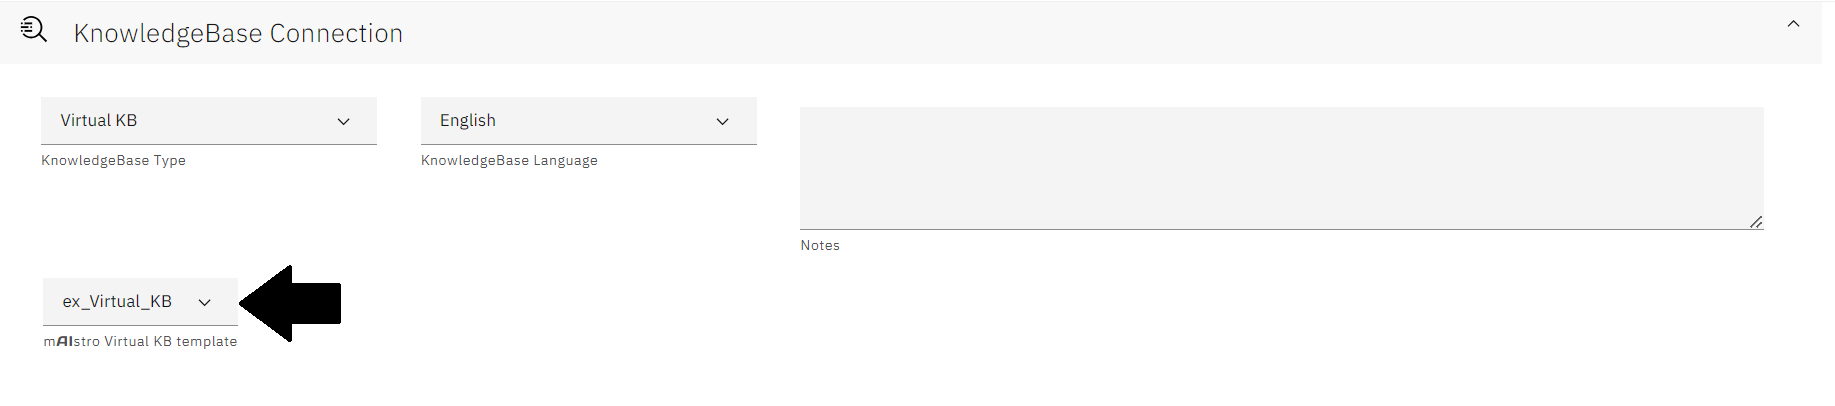 KnowledgeBase Connection
Virtual KB
KnowledgeBase Type
English
KnowledgeBase Language
Notes
ex_Virtual_KB
mAIstro Virtual KB template